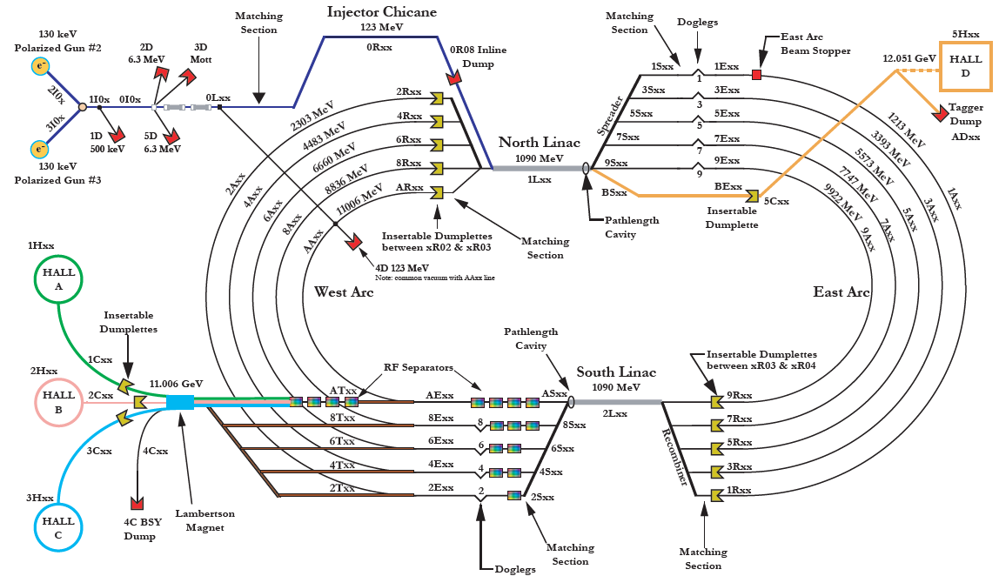 Injector Chicane
123 MeV
0Rxx
Matching
Section
130 keV
Polarized Gun #2
e-
2I0x
3I0x
e-
130 keV
Polarized Gun #3
1I0x
0I0x
0Lxx
2D
6.3 MeV
3D
Mott
1D
500 keV
5D
6.3 MeV
0R08 Inline
Dump
2Rxx
4Rxx
6Rxx
8Rxx
ARxx
2303 MeV
4483 MeV
6660 MeV
8836 MeV
11006 MeV
2Axx
4Axx
6Axx
8Axx
AAxx
Insertable Dumplettes
between xR02 & xR03
Matching
Section
4D 123 MeV
Note: common vacuum with AAxx line
West Arc
North Linac
1090 MeV
1Lxx
Pathlength
Cavity
Spreader
Matching
Section
Doglegs
1Sxx
3Sxx
5Sxx
7Sxx
9Sxx
BSxx
1
3
5
7
9
1Exx
3Exx
5Exx
7Exx
9Exx
BExx
5Cxx
Insertable
Dumplette
East Arc
Beam Stopper
12.051 GeV
5Hxx
HALL
D
Tagger
Dump
ADxx
1213 MeV
3393 MeV
5573 MeV
7747 MeV
9922 MeV
1Axx
3Axx
5Axx
7Axx
9Axx
East Arc
1Hxx
HALL
A
Insertable
Dumplettes
1Cxx
2Hxx
HALL
B
2Cxx
11.006 GeV
3Cxx
4Cxx
3Hxx
HALL
C
4C BSY
Dump
Lambertson
Magnet
RF Separators
ATxx
8Txx
6Txx
4Txx
2Txx
AExx
8Exx
6Exx
4Exx
2Exx
8
6
4
2
ASxx
8Sxx
6Sxx
4Sxx
2Sxx
Pathlength
Cavity
South Linac
1090 MeV
2Lxx
Doglegs
Matching
Section
Recombiner
Insertable Dumplettes
between xR03 & xR04
9Rxx
7Rxx
5Rxx
3Rxx
1Rxx
Matching
Section